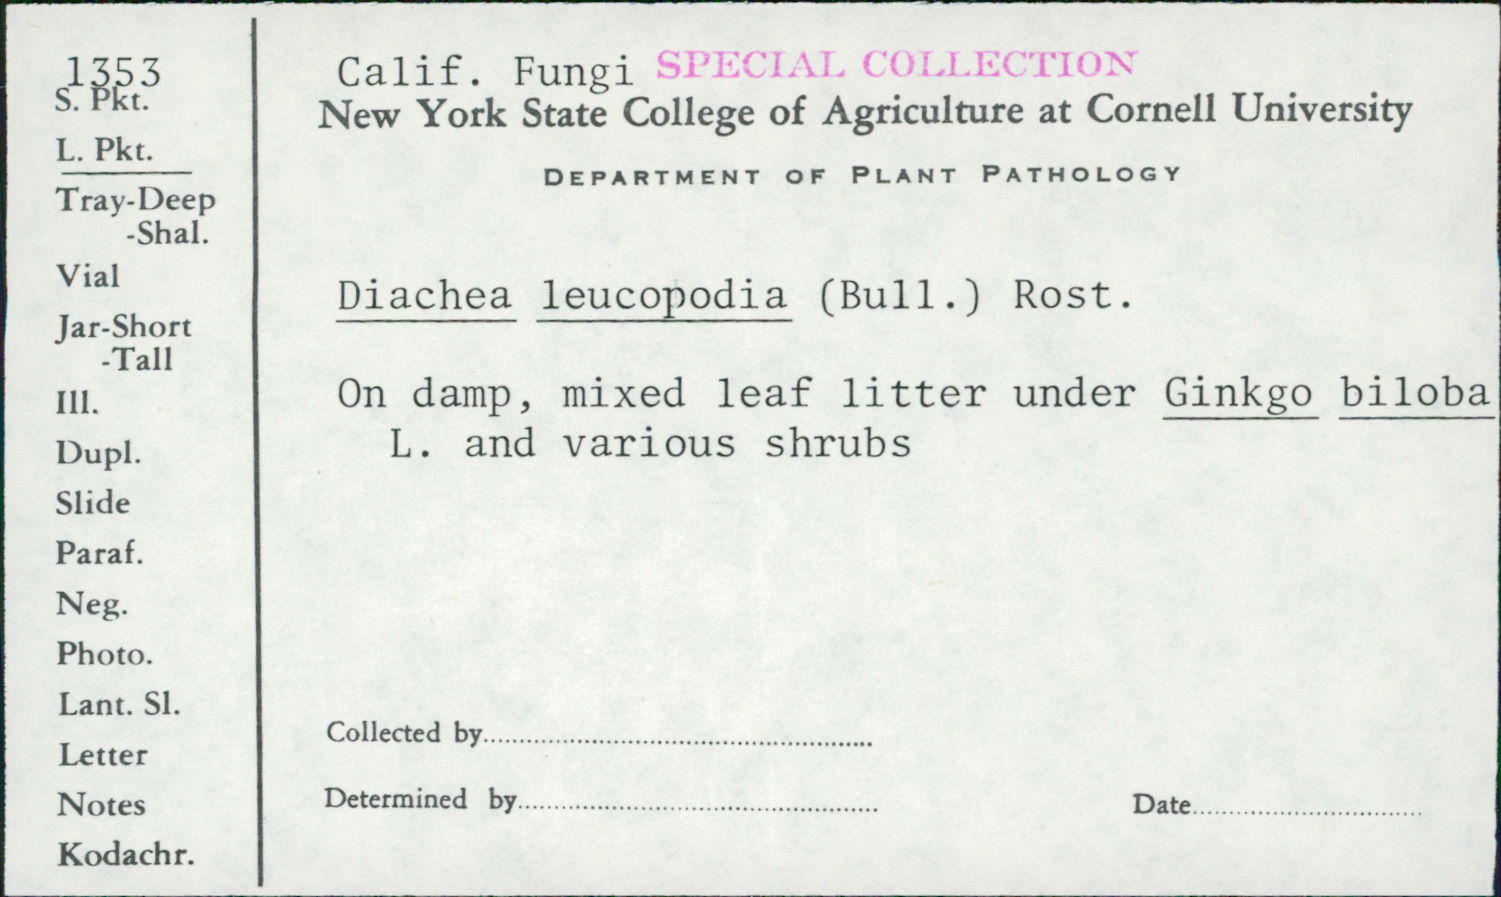 1353
S. Pkt.
L. Pkt.
Tray-Deep
-Shal.
Vial
Jar-Short
-Tall
Ill.
Dupl.
Slide
Paraf.
Neg.
Photo.
Lant. Sl.
Letter
Notes
Kodachr.
Calif. Fungi SPECIAL COLLECTION
New York State College of Agriculture at Cornell University
DEPARTMENT OF PLANT PATHOLOGY
Diachea leucopodia (Bull.) Rost.
On damp, mixed leaf litter under Ginkgo biloba
L. and various shrubs
Collected by
Determined by
Date